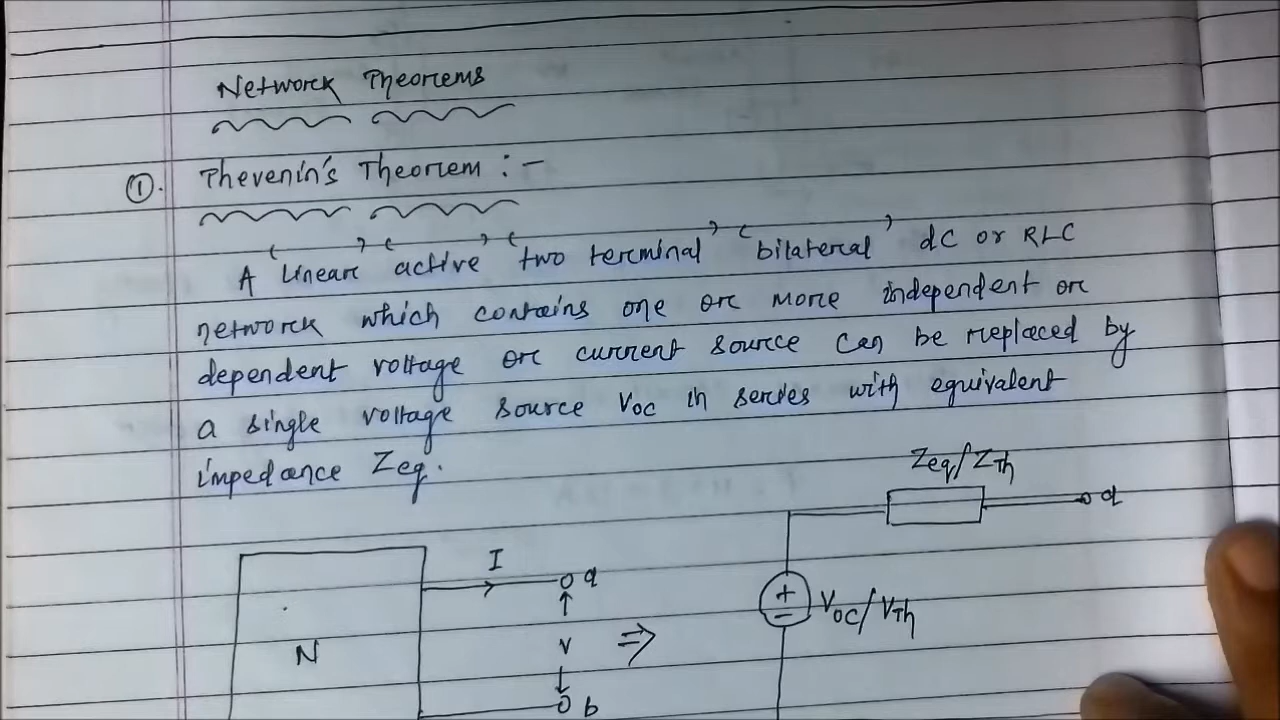 Network Theorems
①. Thevenin's Theorem :-
A 'linear' 'active' 'two terminal' 'bilateral' dC or RLC
network which contains one or more independent or
dependent voltage or current source can be replaced by
a single voltage source Voc in series with equivalent
impedance Zeq.
Zeq/ZTh
a
I
a
+
-
Voc/VTh
N
V
⇒
b